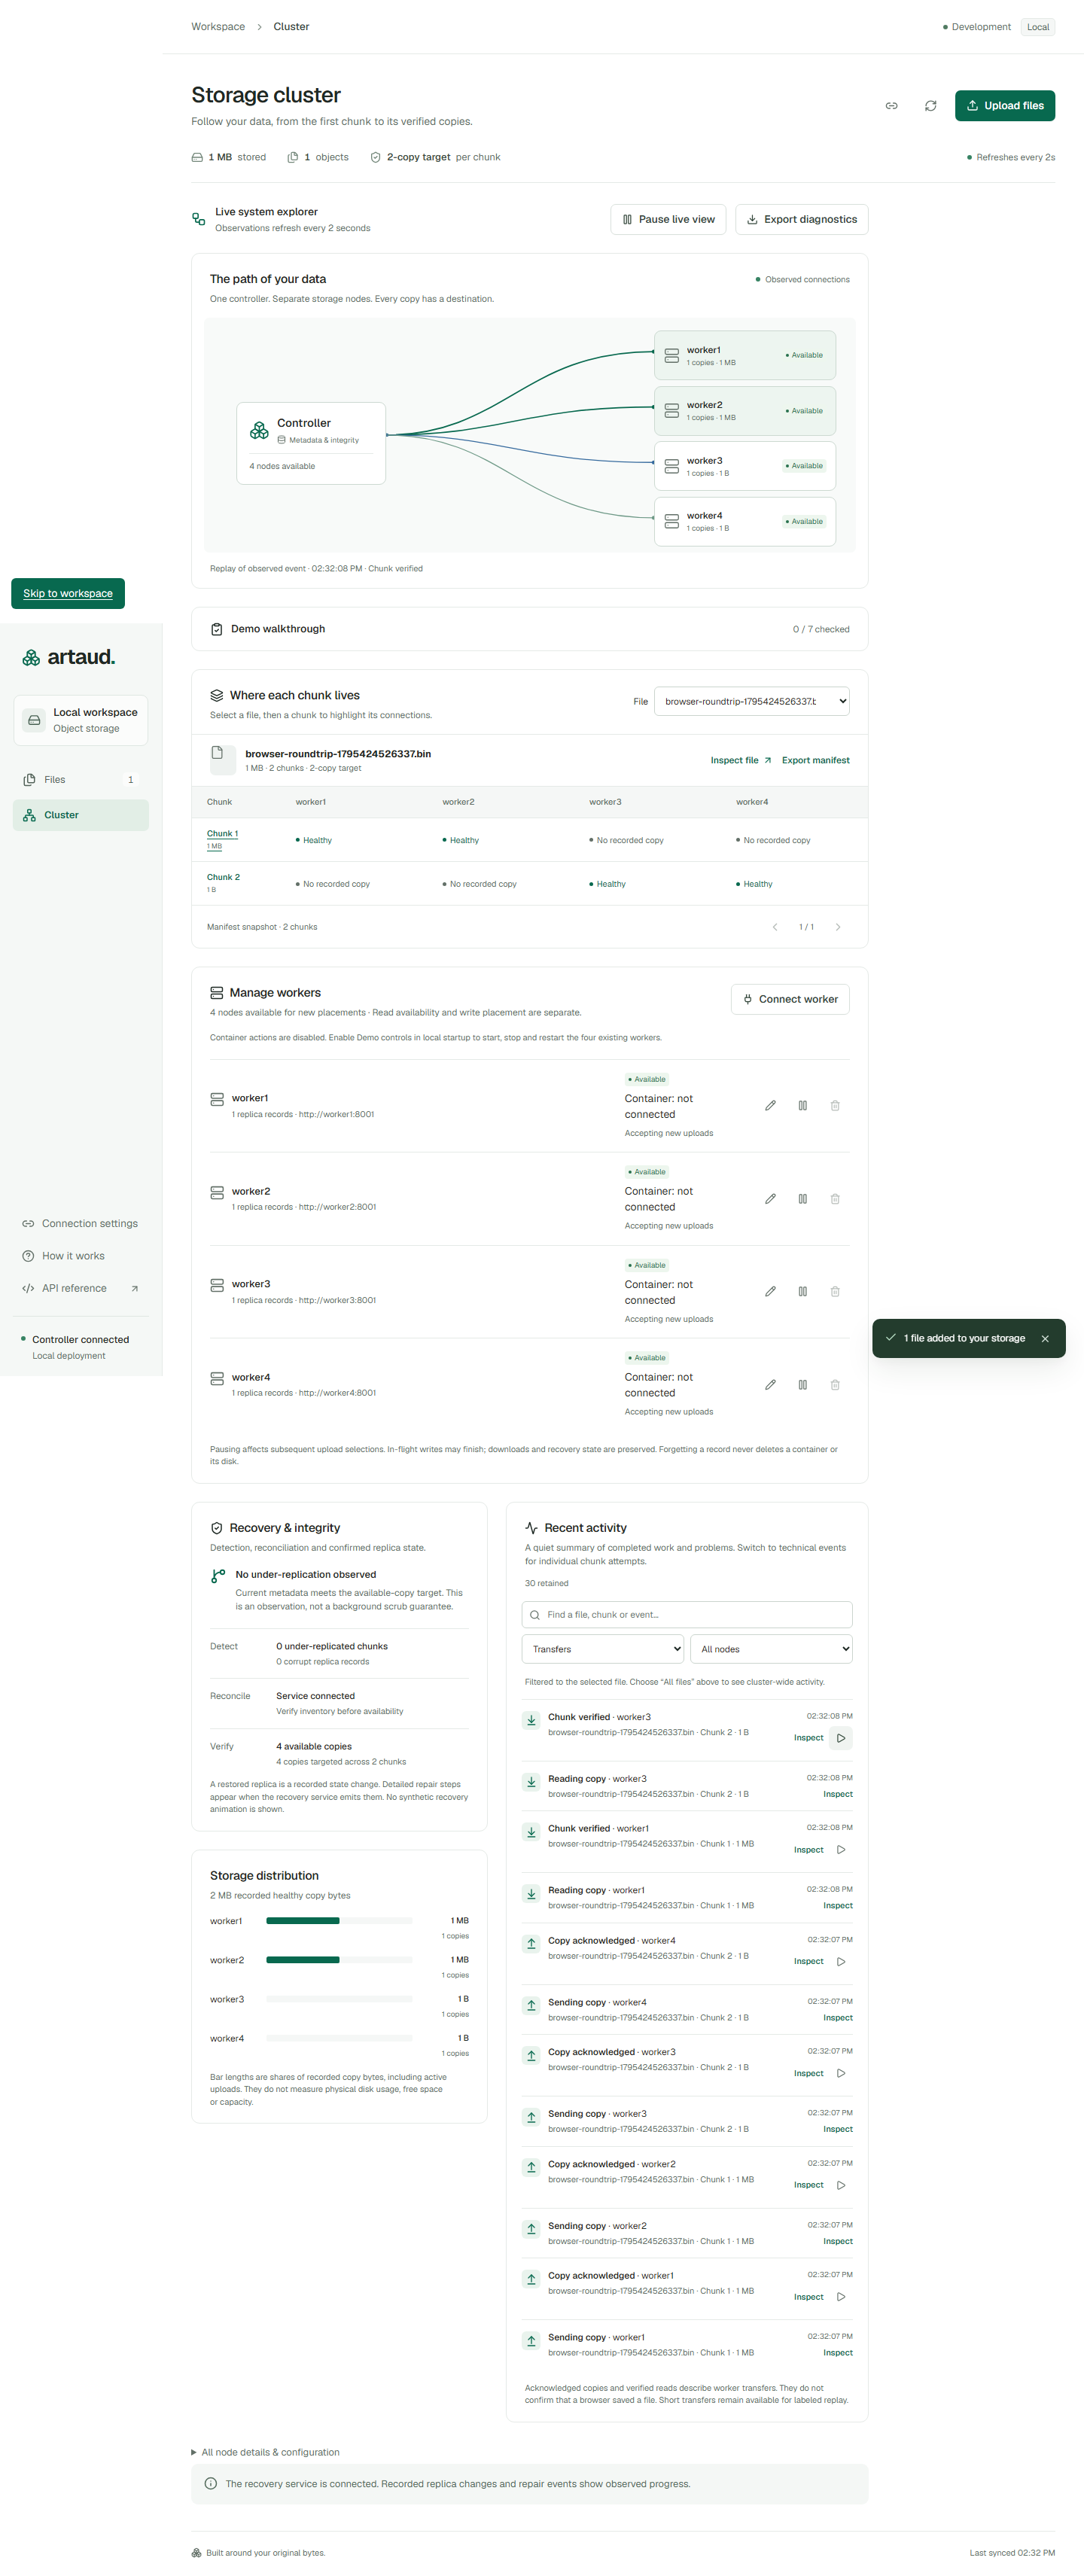 Workspace > Cluster
Development Local
Storage cluster
Follow your data, from the first chunk to its verified copies.
Upload files
1 MB stored 1 objects 2-copy target per chunk
Refreshes every 2s
Live system explorer
Observations refresh every 2 seconds
Pause live view
Export diagnostics
The path of your data
One controller. Separate storage nodes. Every copy has a destination.
Observed connections
Controller
Metadata & integrity
4 nodes available
worker1
1 copies · 1 MB
Available
worker2
1 copies · 1 MB
Available
worker3
1 copies · 1 B
Available
worker4
1 copies · 1 B
Available
Replay of observed event · 02:32:08 PM · Chunk verified
Skip to workspace
artaud.
Local workspace
Object storage
Files 1
Cluster
Connection settings
How it works
API reference
Controller connected
Local deployment
Demo walkthrough
0 / 7 checked
Where each chunk lives
Select a file, then a chunk to highlight its connections.
File browser-roundtrip-1795424526337.b
browser-roundtrip-1795424526337.bin
1 MB · 2 chunks · 2-copy target
Inspect file Export manifest
Chunk worker1 worker2 worker3 worker4
Chunk 1
1 MB
Healthy Healthy No recorded copy No recorded copy
Chunk 2
1 B
No recorded copy No recorded copy Healthy Healthy
Manifest snapshot · 2 chunks
1 / 1
Manage workers
4 nodes available for new placements · Read availability and write placement are separate.
Connect worker
Container actions are disabled. Enable Demo controls in local startup to start, stop and restart the four existing workers.
worker1
1 replica records · http://worker1:8001
Available
Container: not
connected
Accepting new uploads
worker2
1 replica records · http://worker2:8001
Available
Container: not
connected
Accepting new uploads
worker3
1 replica records · http://worker3:8001
Available
Container: not
connected
Accepting new uploads
worker4
1 replica records · http://worker4:8001
Available
Container: not
connected
Accepting new uploads
1 file added to your storage
Pausing affects subsequent upload selections. In-flight writes may finish; downloads and recovery state are preserved. Forgetting a record never deletes a container or
its disk.
Recovery & integrity
Detection, reconciliation and confirmed replica state.
No under-replication observed
Current metadata meets the available-copy target. This
is an observation, not a background scrub guarantee.
Detect 0 under-replicated chunks
0 corrupt replica records
Reconcile Service connected
Verify inventory before availability
Verify 4 available copies
4 copies targeted across 2 chunks
A restored replica is a recorded state change. Detailed repair steps
appear when the recovery service emits them. No synthetic recovery
animation is shown.
Storage distribution
2 MB recorded healthy copy bytes
worker1 1 MB
1 copies
worker2 1 MB
1 copies
worker3 1 B
1 copies
worker4 1 B
1 copies
Bar lengths are shares of recorded copy bytes, including active
uploads. They do not measure physical disk usage, free space
or capacity.
Recent activity
A quiet summary of completed work and problems. Switch to technical events
for individual chunk attempts.
30 retained
Find a file, chunk or event...
Transfers All nodes
Filtered to the selected file. Choose “All files” above to see cluster-wide activity.
Chunk verified · worker3 02:32:08 PM
browser-roundtrip-1795424526337.bin · Chunk 2 · 1 B Inspect
Reading copy · worker3 02:32:08 PM
browser-roundtrip-1795424526337.bin · Chunk 2 · 1 B Inspect
Chunk verified · worker1 02:32:08 PM
browser-roundtrip-1795424526337.bin · Chunk 1 · 1 MB Inspect
Reading copy · worker1 02:32:08 PM
browser-roundtrip-1795424526337.bin · Chunk 1 · 1 MB Inspect
Copy acknowledged · worker4 02:32:07 PM
browser-roundtrip-1795424526337.bin · Chunk 2 · 1 B Inspect
Sending copy · worker4 02:32:07 PM
browser-roundtrip-1795424526337.bin · Chunk 2 · 1 B Inspect
Copy acknowledged · worker3 02:32:07 PM
browser-roundtrip-1795424526337.bin · Chunk 2 · 1 B Inspect
Sending copy · worker3 02:32:07 PM
browser-roundtrip-1795424526337.bin · Chunk 2 · 1 B Inspect
Copy acknowledged · worker2 02:32:07 PM
browser-roundtrip-1795424526337.bin · Chunk 1 · 1 MB Inspect
Sending copy · worker2 02:32:07 PM
browser-roundtrip-1795424526337.bin · Chunk 1 · 1 MB Inspect
Copy acknowledged · worker1 02:32:07 PM
browser-roundtrip-1795424526337.bin · Chunk 1 · 1 MB Inspect
Sending copy · worker1 02:32:07 PM
browser-roundtrip-1795424526337.bin · Chunk 1 · 1 MB Inspect
Acknowledged copies and verified reads describe worker transfers. They do not
confirm that a browser saved a file. Short transfers remain available for labeled replay.
All node details & configuration
The recovery service is connected. Recorded replica changes and repair events show observed progress.
Built around your original bytes.
Last synced 02:32 PM